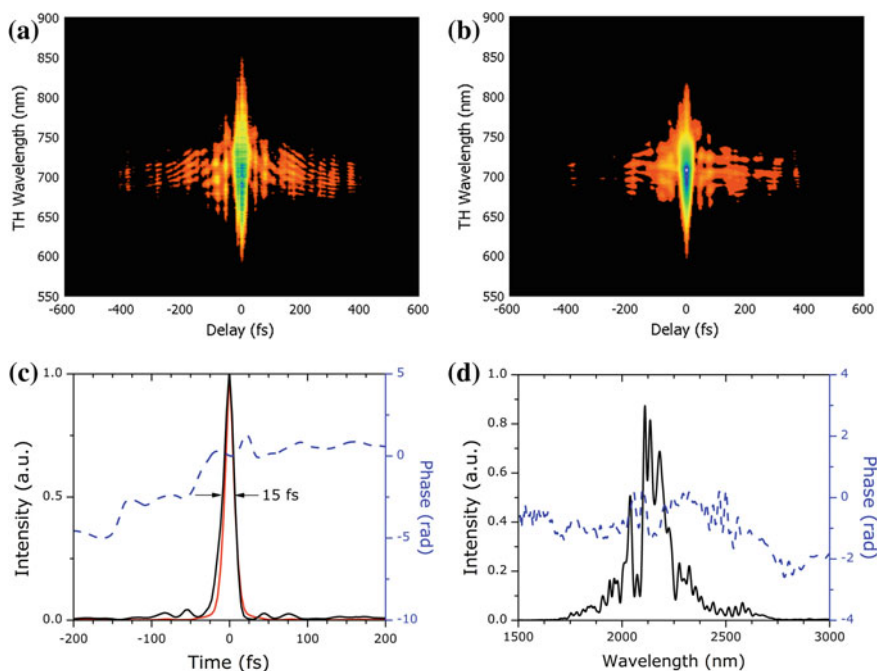 (a)
900
850
800
750
700
650
600
550
TH Wavelength (nm)
-600 -400 -200 0 200 400 600
Delay (fs)
(b)
900
850
800
750
700
650
600
550
TH Wavelength (nm)
-600 -400 -200 0 200 400 600
Delay (fs)
(c)
1.0
0.5
0.0
Intensity (a.u.)
15 fs
5
0
-5
-10
Phase (rad)
-200 -100 0 100 200
Time (fs)
(d)
1.0
0.8
0.6
0.4
0.2
0.0
Intensity (a.u.)
4
2
0
-2
-4
Phase (rad)
1500 2000 2500 3000
Wavelength (nm)